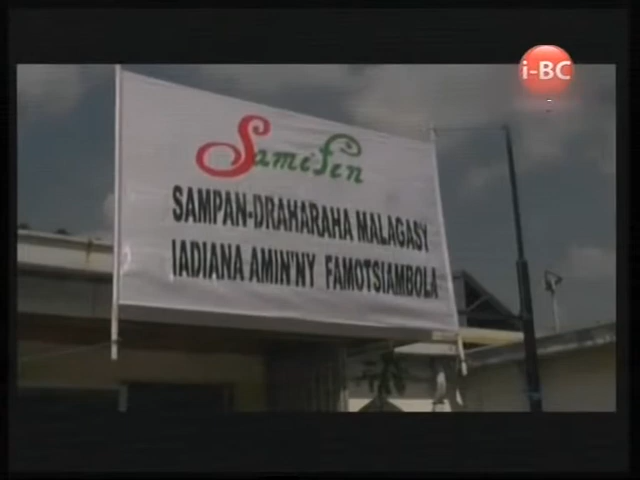 i-BC
Samifin
SAMPAN-DRAHARAHA MALAGASY
IADIANA AMIN'NY FAMOTSIAMBOLA